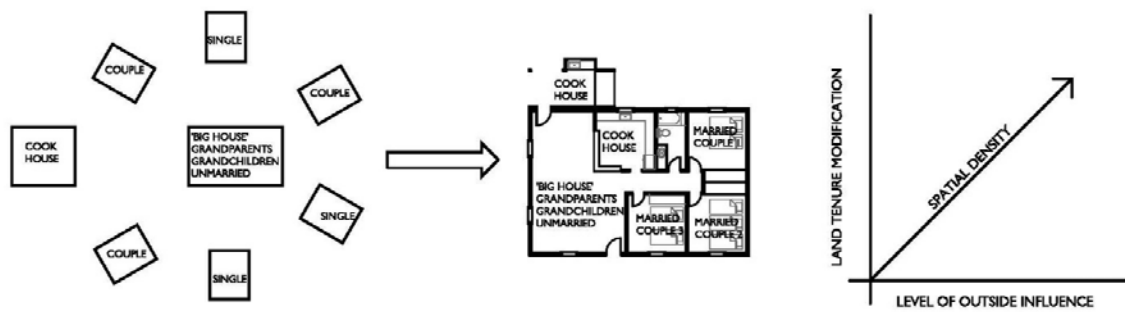 SINGLE
COUPLE
COUPLE
COOK
HOUSE
'BIG HOUSE'
GRANDPARENTS
GRANDCHILDREN
UNMARRIED
SINGLE
COUPLE
SINGLE
COOK
HOUSE
COOK
HOUSE
MARRIED
COUPLE 1
'BIG HOUSE'
GRANDPARENTS
GRANDCHILDREN
UNMARRIED
MARRIED
COUPLE 3
MARRIED
COUPLE 2
LAND TENURE MODIFICATION
SPATIAL DENSITY
LEVEL OF OUTSIDE INFLUENCE